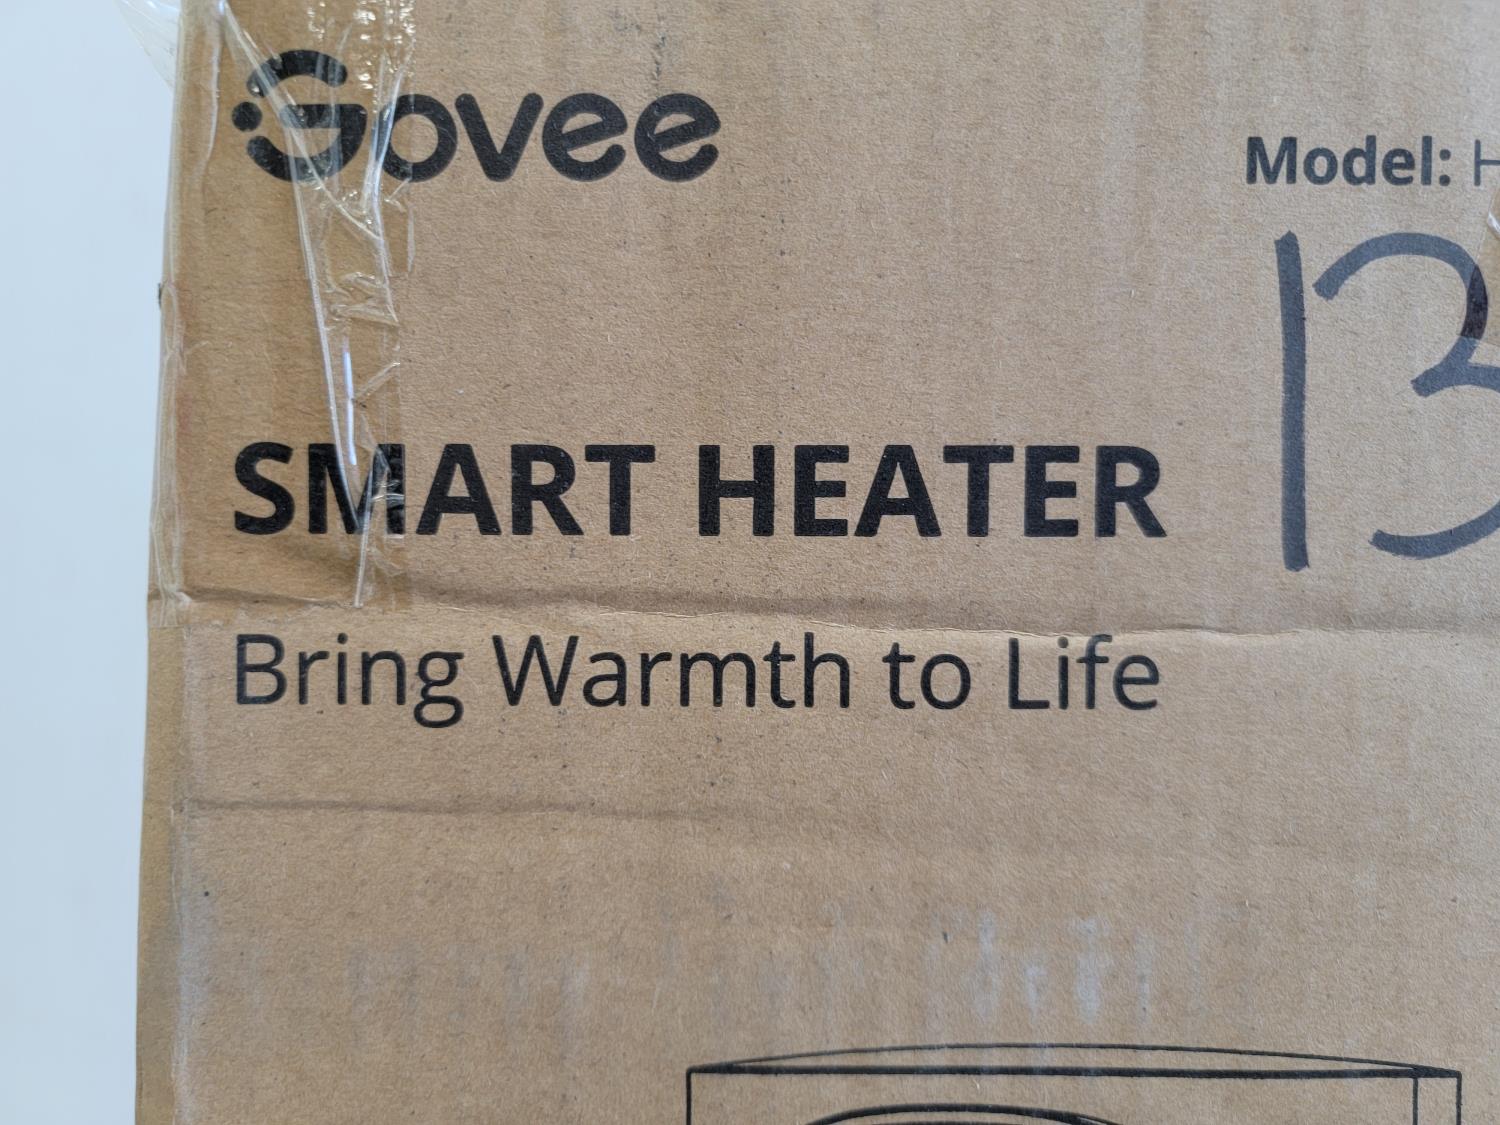 Govee
Model: H
13
SMART HEATER
Bring Warmth to Life